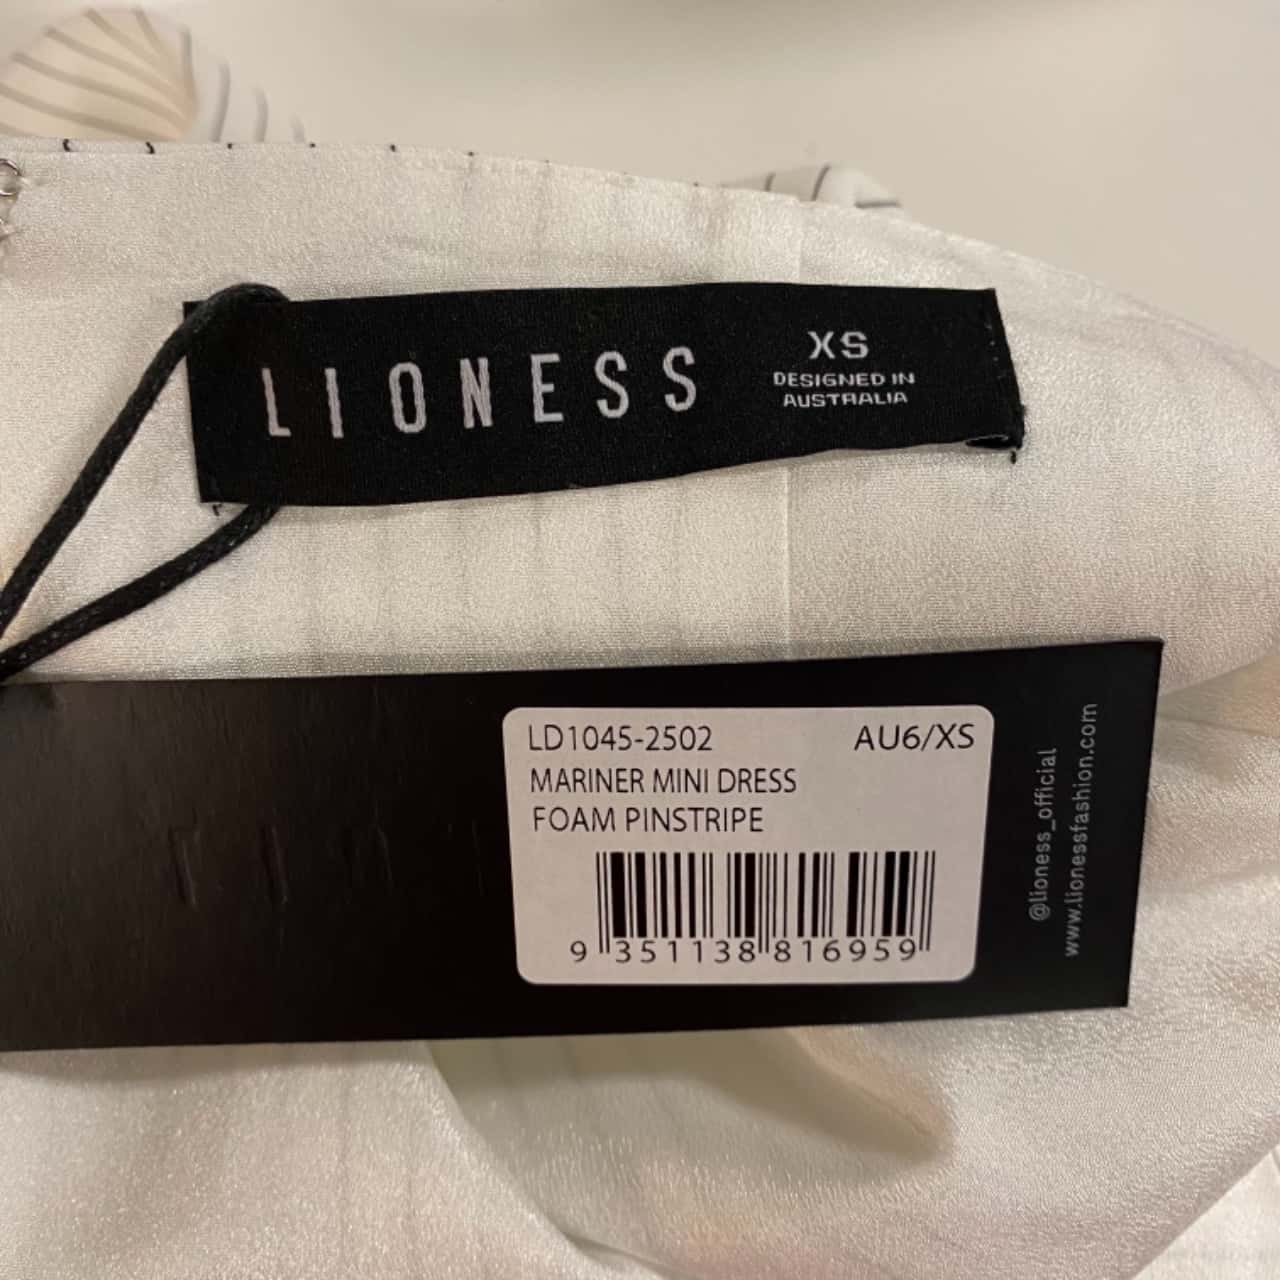 LIONESS
XS
DESIGNED IN
AUSTRALIA
LD1045-2502 AU6/XS
MARINER MINI DRESS
FOAM PINSTRIPE
9 351138 816959
@lioness_official
www.lionessfashion.com